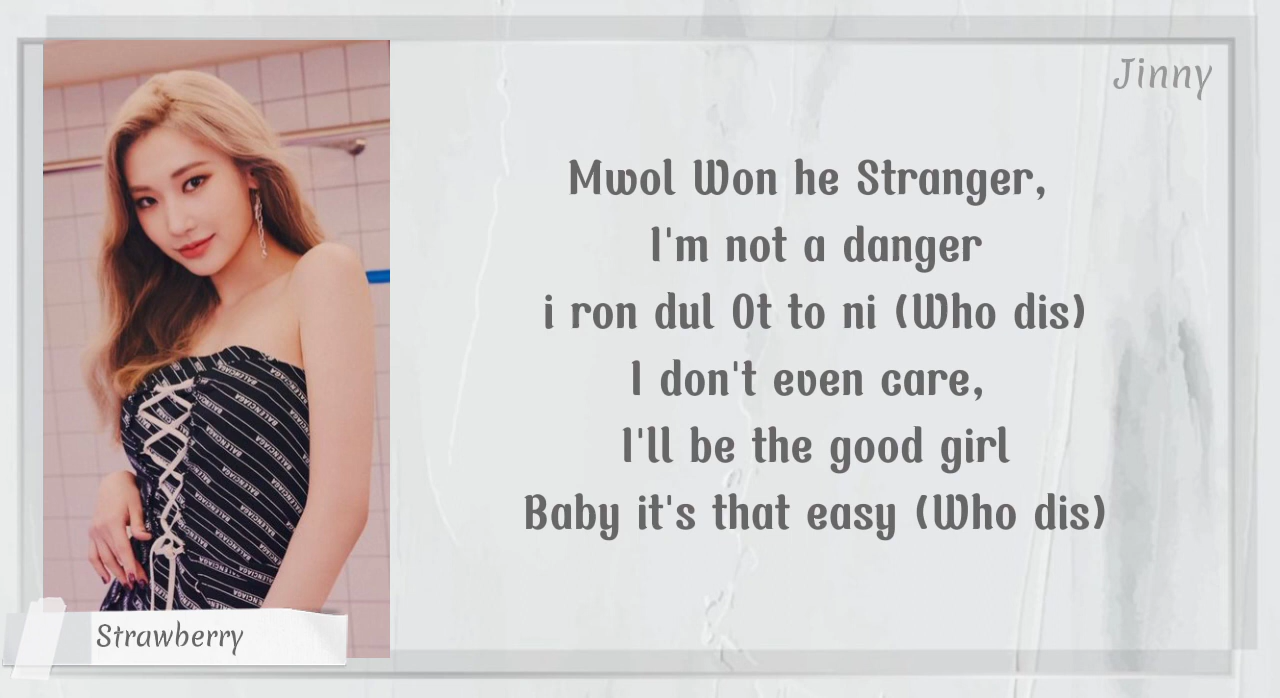 Jinny
Mwol Won he Stranger,
I'm not a danger
i ron dul Ot to ni (Who dis)
I don't even care,
I'll be the good girl
Baby it's that easy (Who dis)
BALENCIAGA
Strawberry